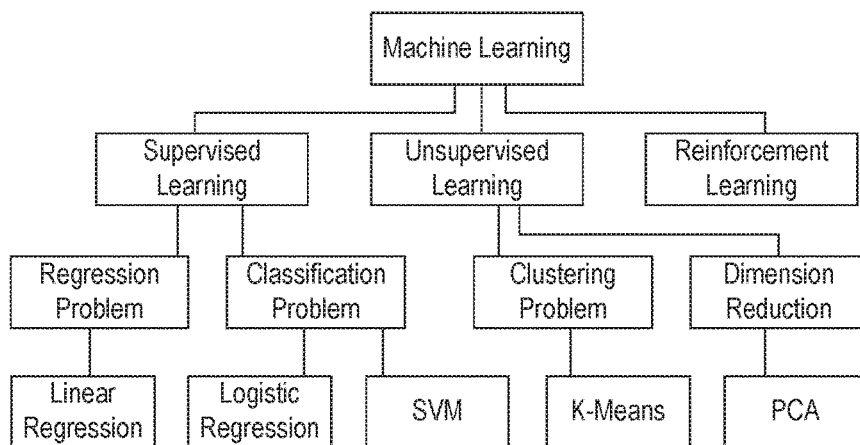 Machine Learning
Supervised
Learning
Unsupervised
Learning
Reinforcement
Learning
Regression
Problem
Classification
Problem
Clustering
Problem
Dimension
Reduction
Linear
Regression
Logistic
Regression
SVM
K-Means
PCA